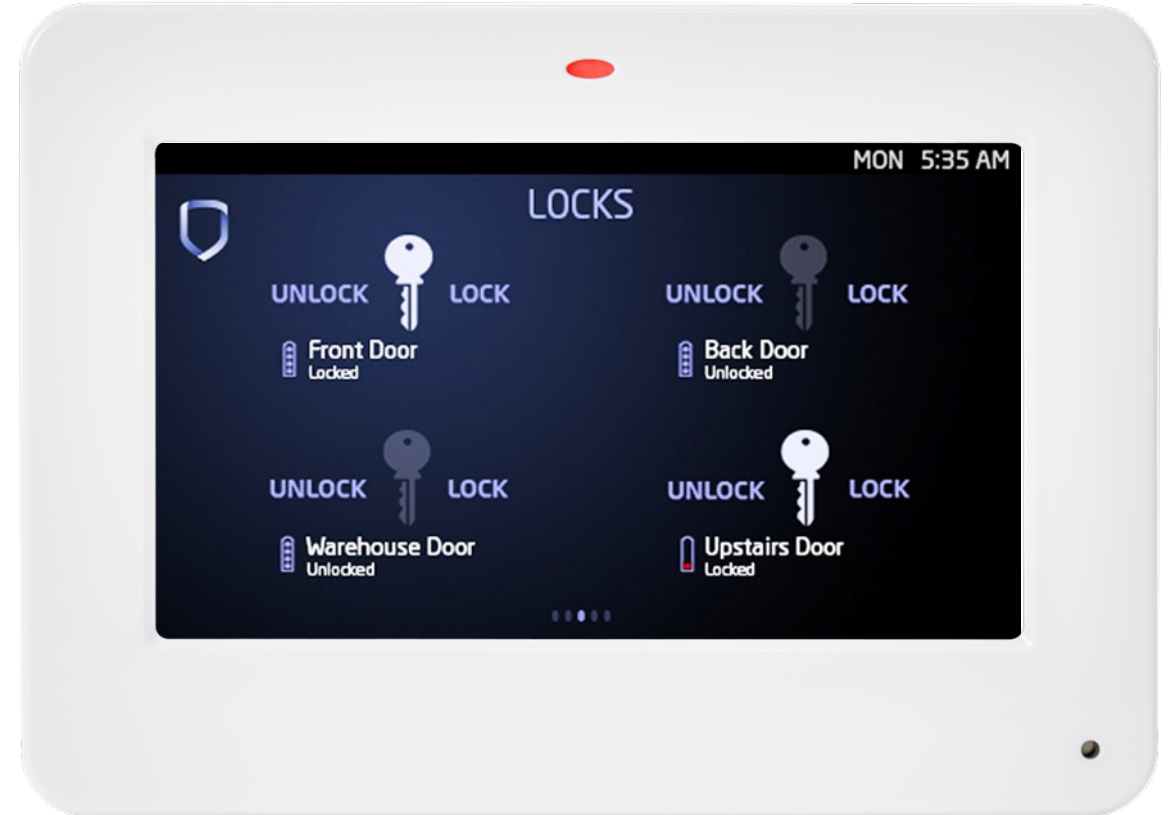 MON 5:35 AM
LOCKS
UNLOCK LOCK
Front Door
Locked
UNLOCK LOCK
Back Door
Unlocked
UNLOCK LOCK
Warehouse Door
Unlocked
UNLOCK LOCK
Upstairs Door
Locked